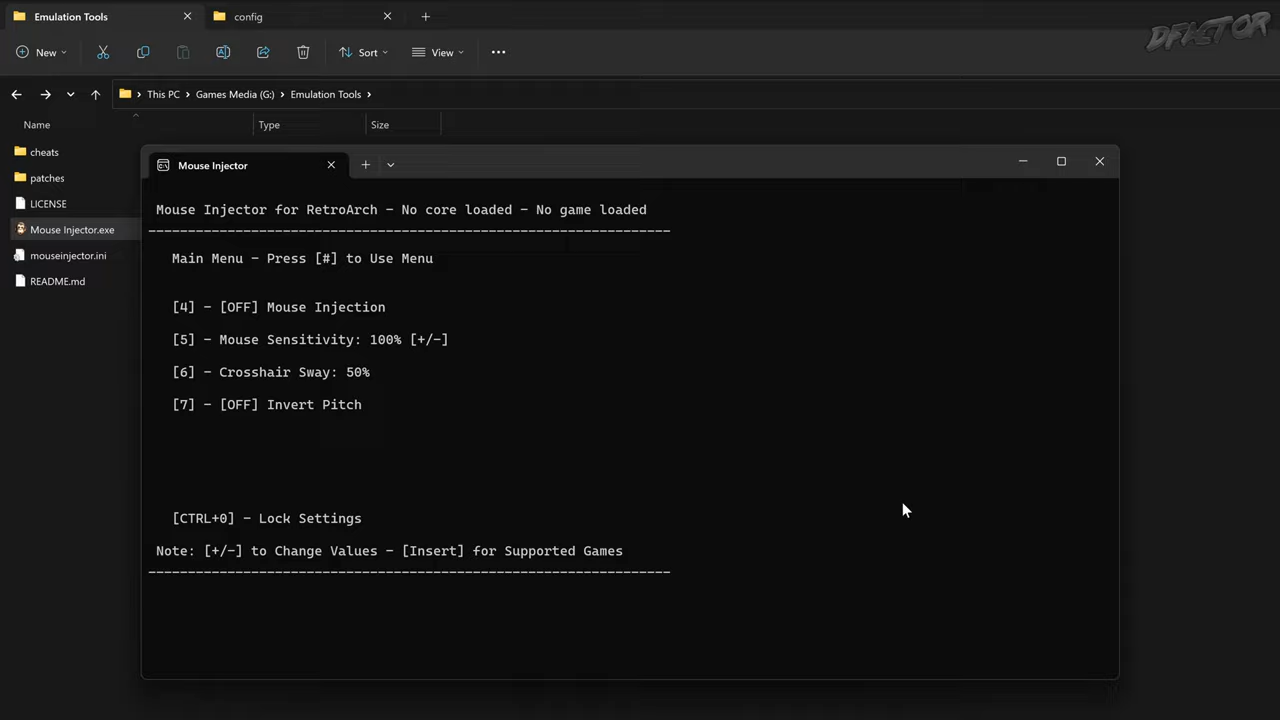 Emulation Tools
config
DFACTOR
New
Sort
View
This PC
Games Media (G:)
Emulation Tools
Name
Type
Size
cheats
patches
LICENSE
Mouse Injector.exe
mouseinjector.ini
README.md
Mouse Injector
Mouse Injector for RetroArch - No core loaded - No game loaded
Main Menu - Press [#] to Use Menu
[4] - [OFF] Mouse Injection
[5] - Mouse Sensitivity: 100% [+/-]
[6] - Crosshair Sway: 50%
[7] - [OFF] Invert Pitch
[CTRL+0] - Lock Settings
Note: [+/-] to Change Values - [Insert] for Supported Games